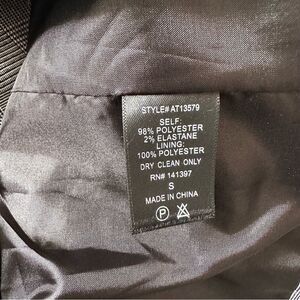 STYLE# AT13579
SELF:
98% POLYESTER
2% ELASTANE
LINING:
100% POLYESTER
DRY CLEAN ONLY
RN# 141397
S
MADE IN CHINA
P